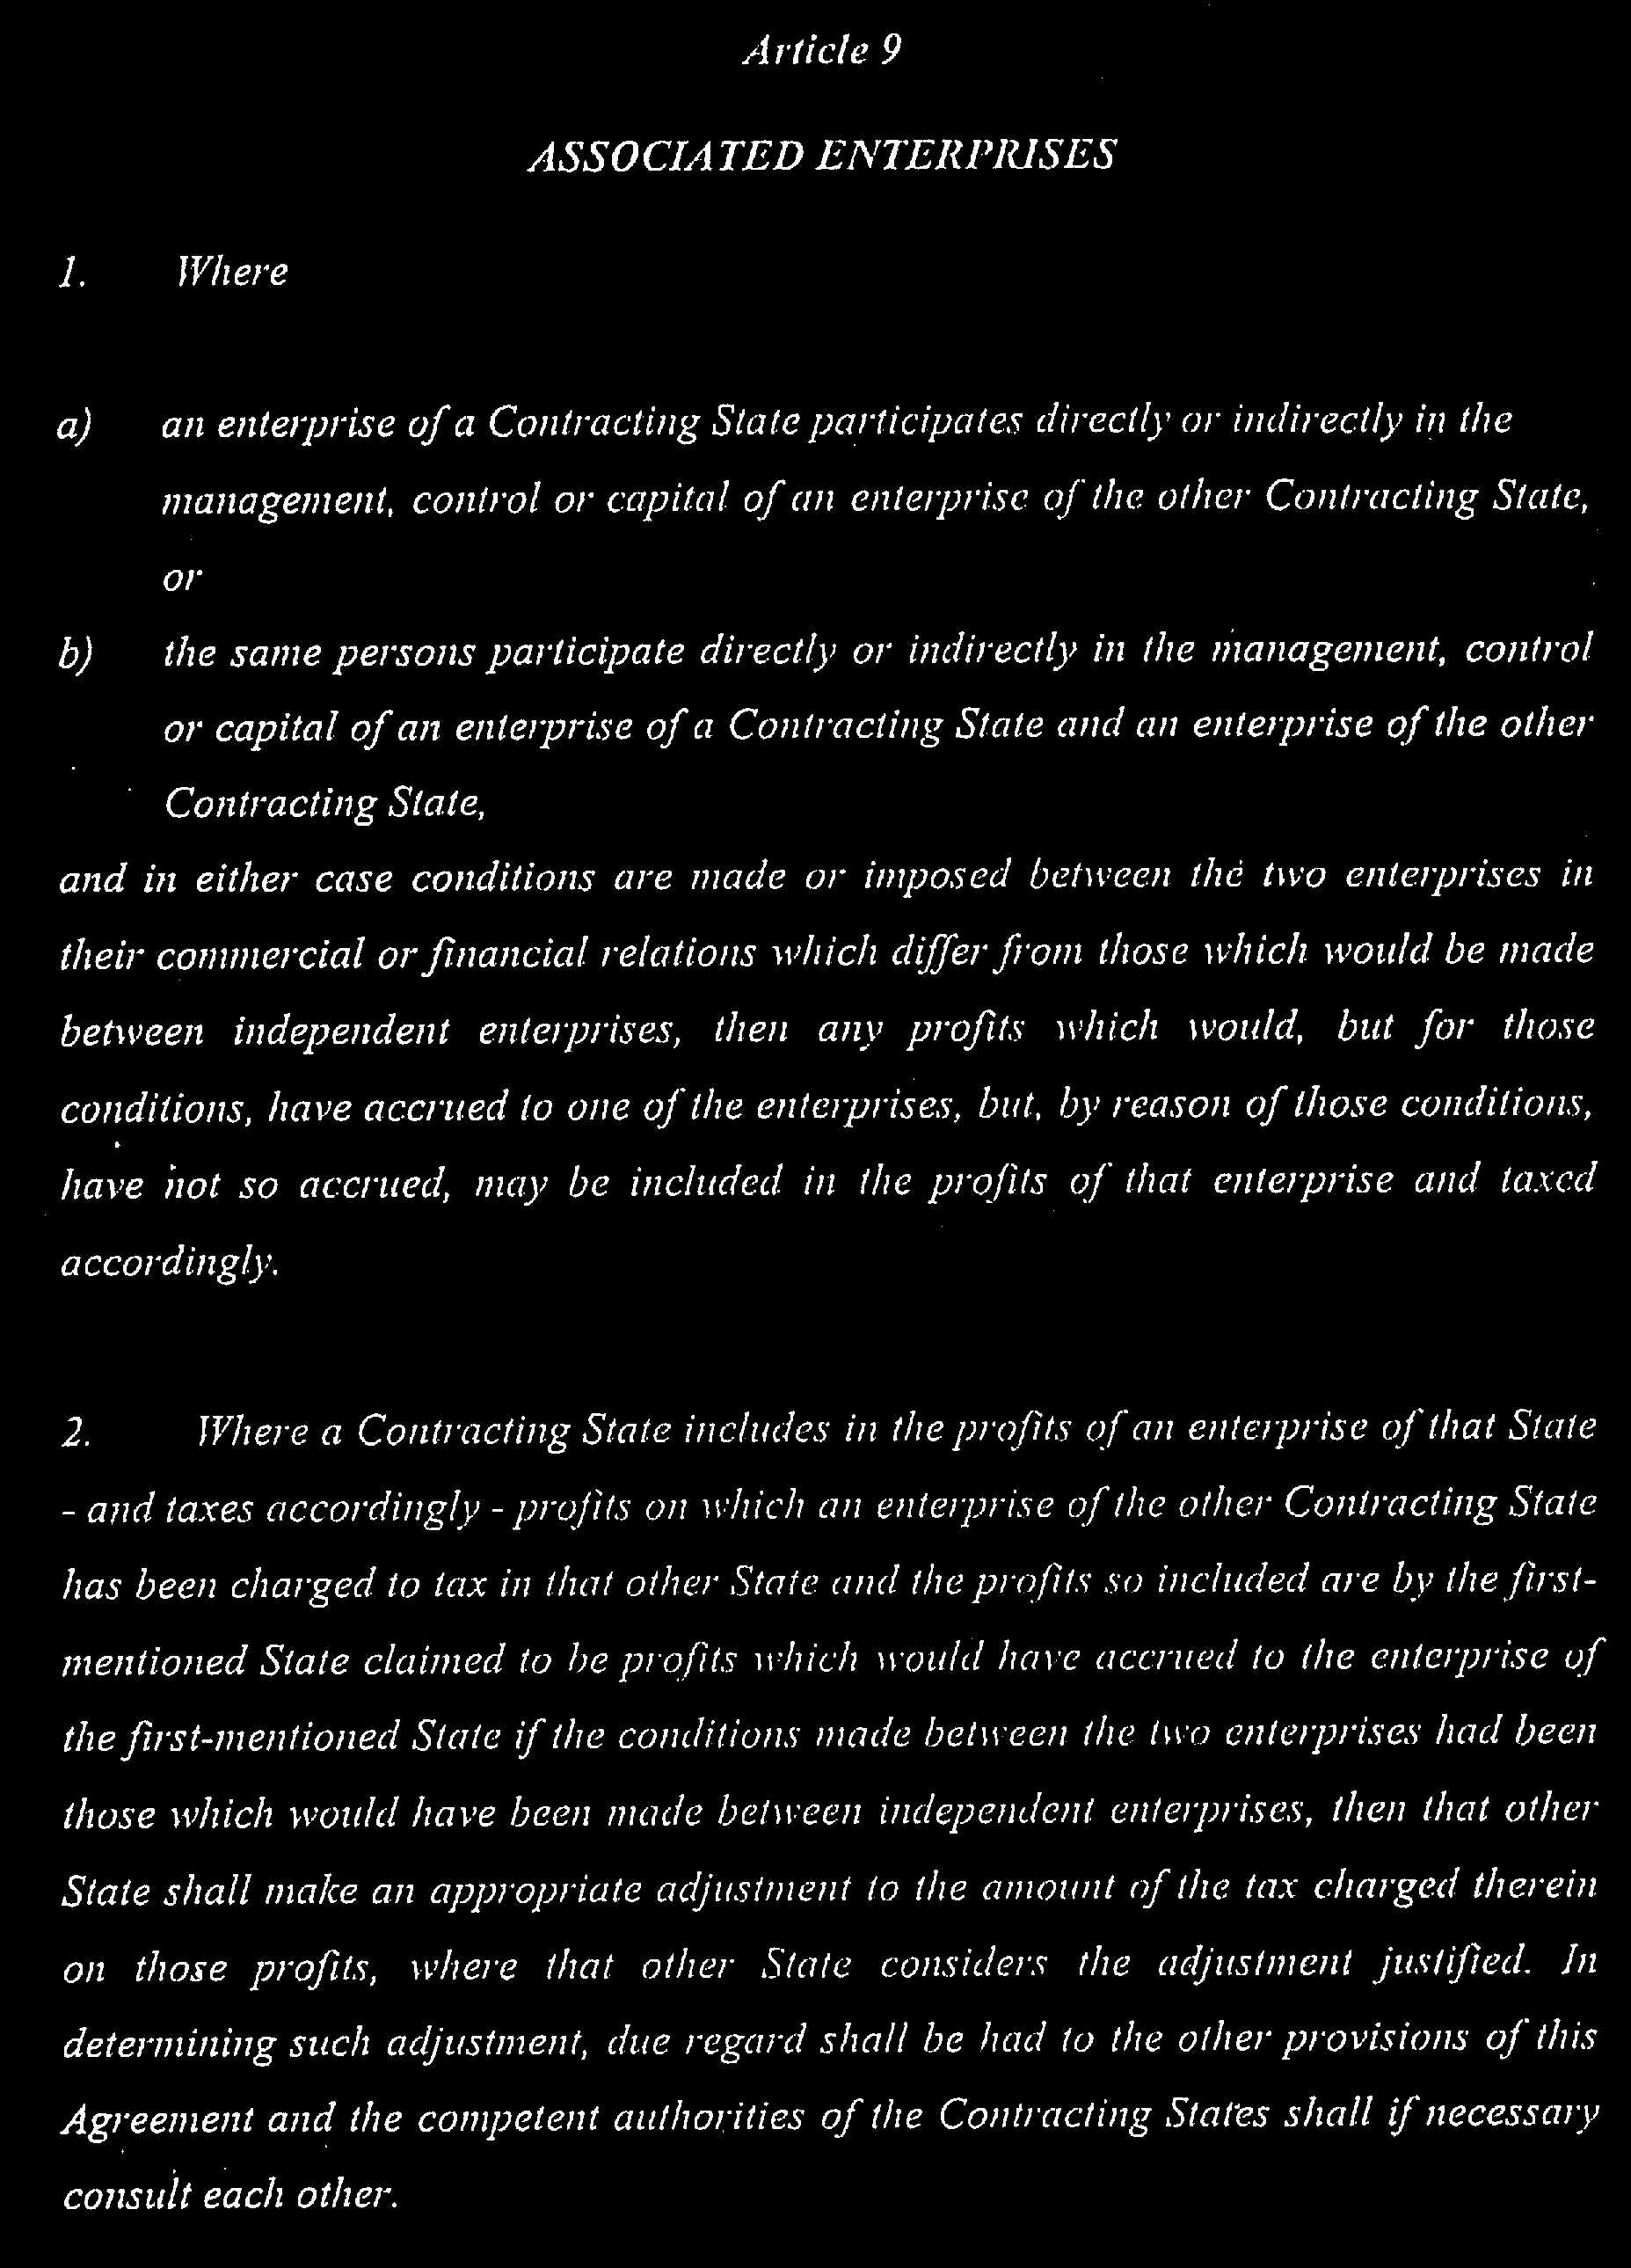 Article 9
ASSOCIATED ENTERPRISES
1. Where
a) an enterprise of a Contracting State participates directly or indirectly in the
management, control or capital of an enterprise of the other Contracting State,
or
b) the same persons participate directly or indirectly in the management, control
or capital of an enterprise of a Contracting State and an enterprise of the other
Contracting State,
and in either case conditions are made or imposed between the two enterprises in
their commercial or financial relations which differ from those which would be made
between independent enterprises, then any profits which would, but for those
conditions, have accrued to one of the enterprises, but, by reason of those conditions,
have not so accrued, may be included in the profits of that enterprise and taxed
accordingly.
2. Where a Contracting State includes in the profits of an enterprise of that State
- and taxes accordingly - profits on which an enterprise of the other Contracting State
has been charged to tax in that other State and the profits so included are by the first-
mentioned State claimed to be profits which would have accrued to the enterprise of
the first-mentioned State if the conditions made between the two enterprises had been
those which would have been made between independent enterprises, then that other
State shall make an appropriate adjustment to the amount of the tax charged therein
on those profits, where that other State considers the adjustment justified. In
determining such adjustment, due regard shall be had to the other provisions of this
Agreement and the competent authorities of the Contracting States shall if necessary
consult each other.